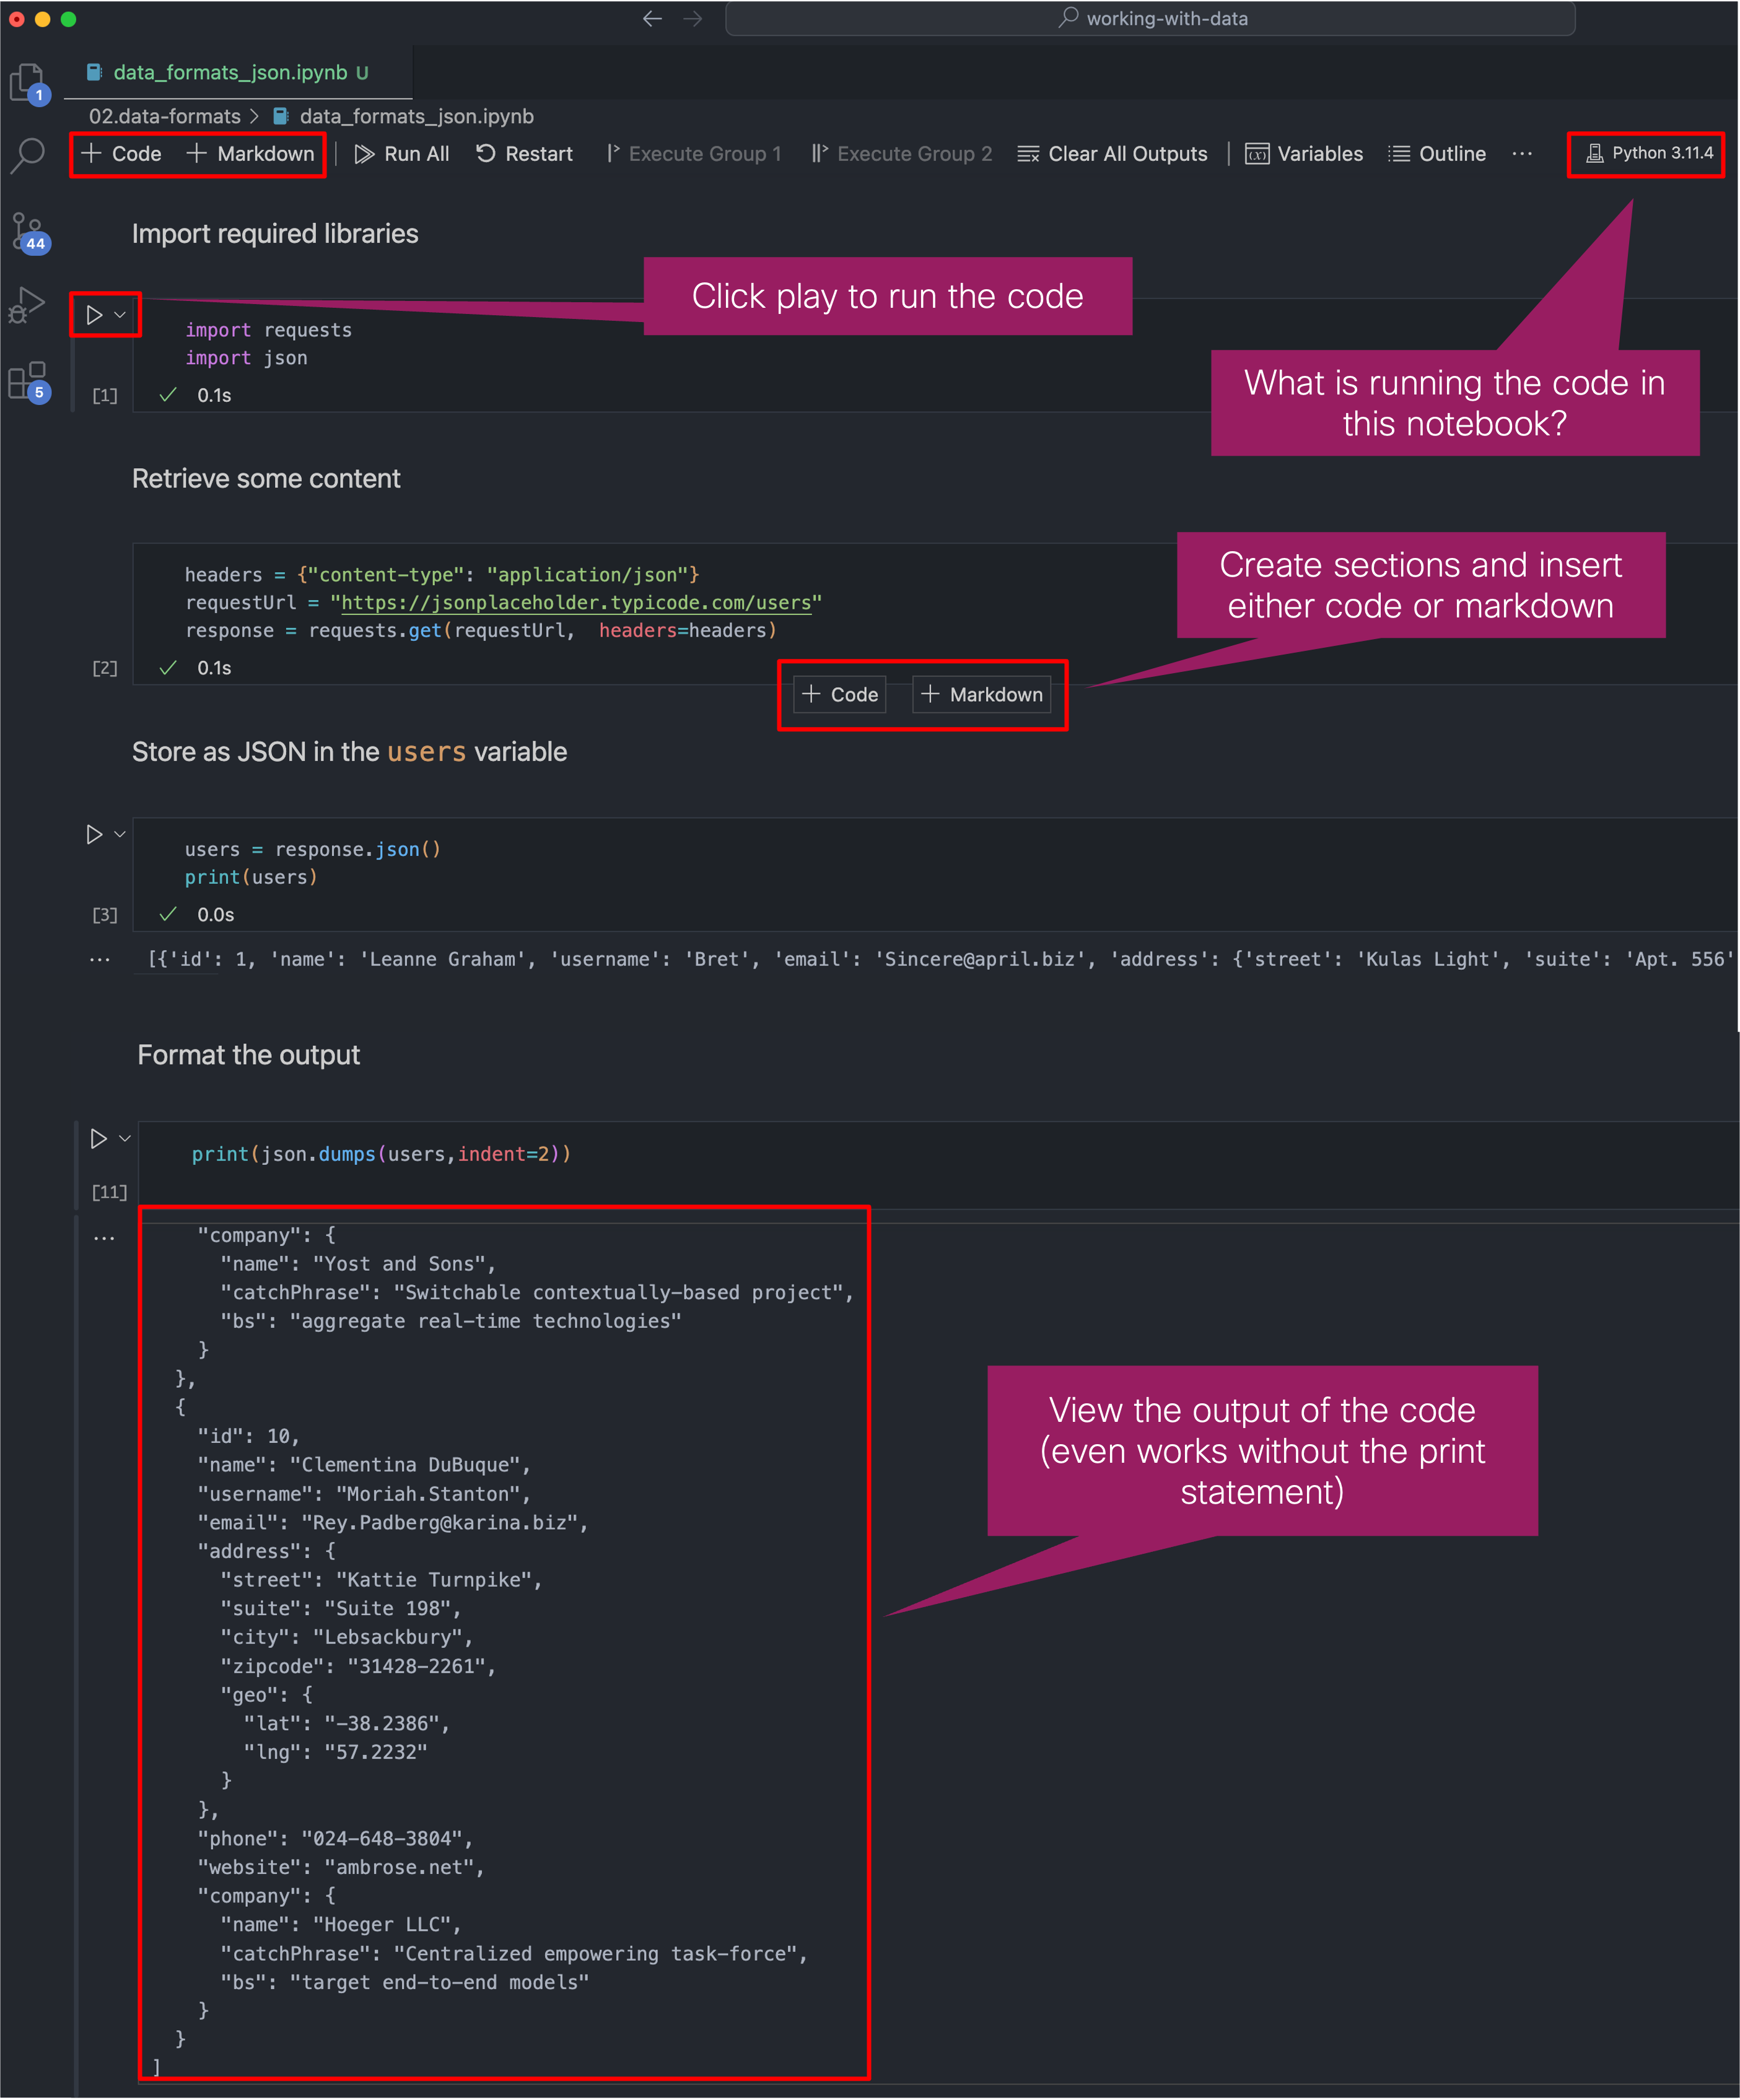 working-with-data
data_formats_json.ipynb U
1
02.data-formats > data_formats_json.ipynb
+ Code + Markdown | Run All Restart Execute Group 1 Execute Group 2 Clear All Outputs | Variables Outline ... Python 3.11.4
44
Import required libraries
Click play to run the code
import requests
import json
[1] ✓ 0.1s
5
What is running the code in
this notebook?
Retrieve some content
headers = {"content-type": "application/json"}
requestUrl = "https://jsonplaceholder.typicode.com/users"
response = requests.get(requestUrl,  headers=headers)
[2] ✓ 0.1s
Create sections and insert
either code or markdown
+ Code + Markdown
Store as JSON in the users variable
users = response.json()
print(users)
[3] ✓ 0.0s
... [{'id': 1, 'name': 'Leanne Graham', 'username': 'Bret', 'email': 'Sincere@april.biz', 'address': {'street': 'Kulas Light', 'suite': 'Apt. 556'
Format the output
print(json.dumps(users,indent=2))
[11]
...
"company": {
"name": "Yost and Sons",
"catchPhrase": "Switchable contextually-based project",
"bs": "aggregate real-time technologies"
}
},
{
"id": 10,
"name": "Clementina DuBuque",
"username": "Moriah.Stanton",
"email": "Rey.Padberg@karina.biz",
"address": {
"street": "Kattie Turnpike",
"suite": "Suite 198",
"city": "Lebsackbury",
"zipcode": "31428-2261",
"geo": {
"lat": "-38.2386",
"lng": "57.2232"
}
},
"phone": "024-648-3804",
"website": "ambrose.net",
"company": {
"name": "Hoeger LLC",
"catchPhrase": "Centralized empowering task-force",
"bs": "target end-to-end models"
}
}
]
View the output of the code
(even works without the print
statement)